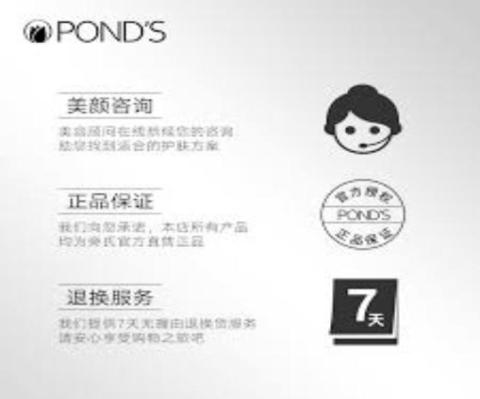 POND'S
美颜咨询
美容顾问在线恭候您的咨询
助您找到适合的护肤方案
正品保证
我们向您承诺，本店所有产品
均为旁氏官方直售正品
官方授权
POND'S
正品保证
退换服务
我们提供7天无理由退换货服务
请安心享受购物之旅吧
7天